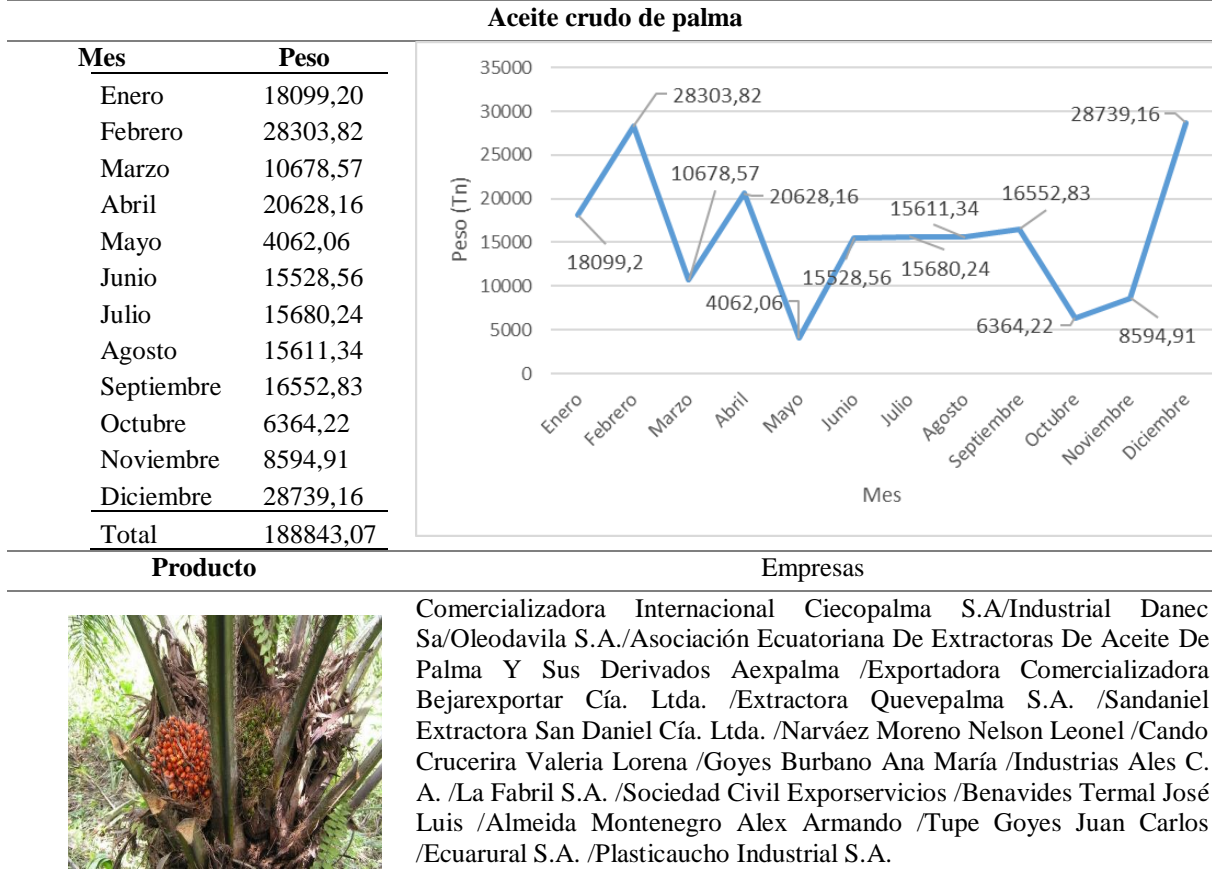 Aceite crudo de palma
Mes Peso
Enero 18099,20
Febrero 28303,82
Marzo 10678,57
Abril 20628,16
Mayo 4062,06
Junio 15528,56
Julio 15680,24
Agosto 15611,34
Septiembre 16552,83
Octubre 6364,22
Noviembre 8594,91
Diciembre 28739,16
Total 188843,07
35000
30000
25000
20000
15000
10000
5000
0
Peso (Tn)
18099,2
28303,82
10678,57
20628,16
4062,06
15528,56
15680,24
15611,34
16552,83
6364,22
8594,91
28739,16
Enero
Febrero
Marzo
Abril
Mayo
Junio
Julio
Agosto
Septiembre
Octubre
Noviembre
Diciembre
Mes
Producto
Empresas
Comercializadora Internacional Ciecopalma S.A/Industrial Danec
Sa/Oleodavila S.A./Asociación Ecuatoriana De Extractoras De Aceite De
Palma Y Sus Derivados Aexpalma /Exportadora Comercializadora
Bejarexportar Cía. Ltda. /Extractora Quevepalma S.A. /Sandaniel
Extractora San Daniel Cía. Ltda. /Narváez Moreno Nelson Leonel /Cando
Crucerira Valeria Lorena /Goyes Burbano Ana María /Industrias Ales C.
A. /La Fabril S.A. /Sociedad Civil Exporservicios /Benavides Termal José
Luis /Almeida Montenegro Alex Armando /Tupe Goyes Juan Carlos
/Ecuarural S.A. /Plasticaucho Industrial S.A.